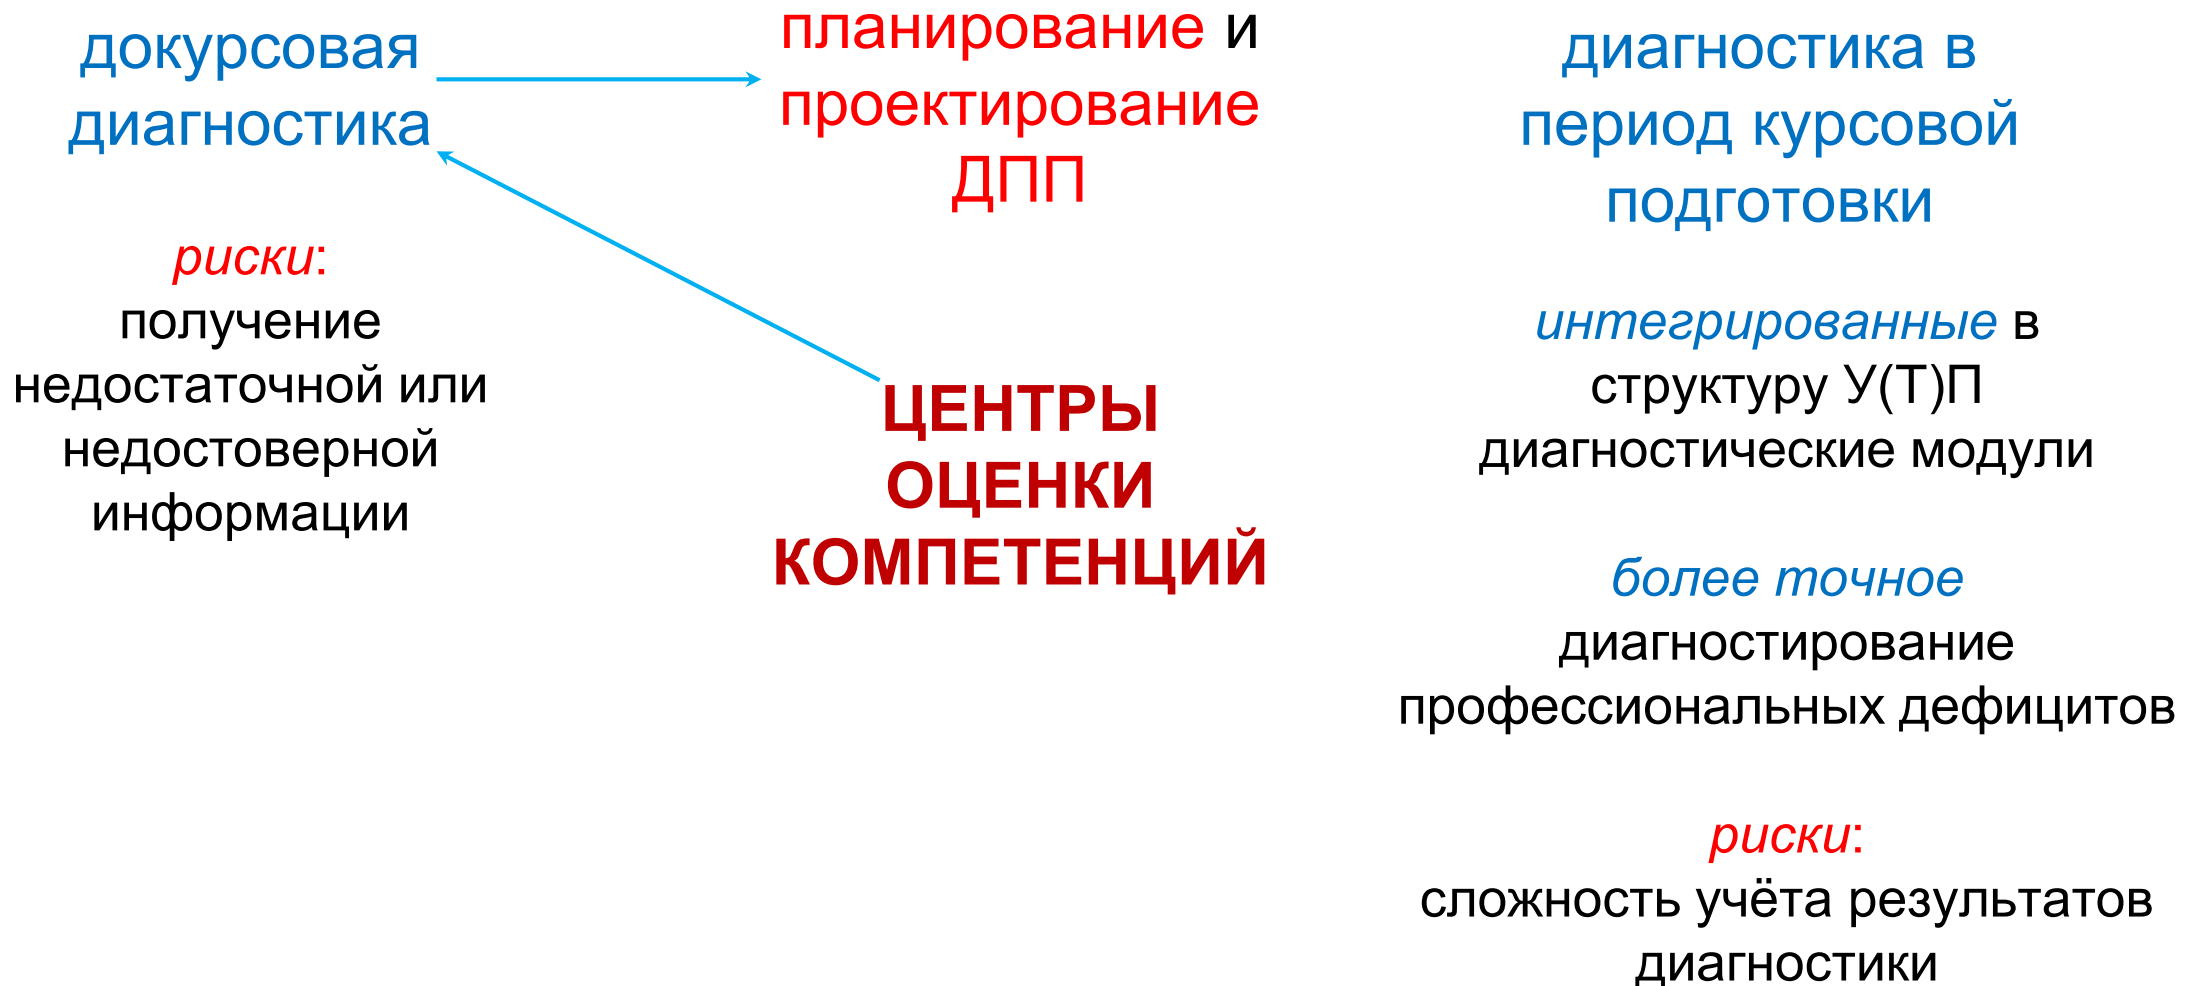 докурсовая
диагностика
риски:
получение
недостаточной или
недостоверной
информации
планирование и
проектирование
ДПП
ЦЕНТРЫ
ОЦЕНКИ
КОМПЕТЕНЦИЙ
диагностика в
период курсовой
подготовки
интегрированные в
структуру У(Т)П
диагностические модули
более точное
диагностирование
профессиональных дефицитов
риски:
сложность учёта результатов
диагностики